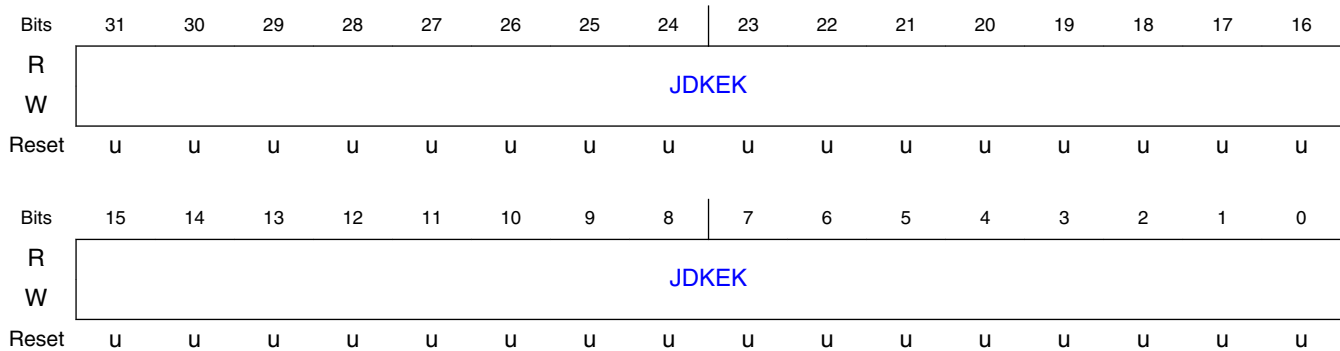 Bits 31 30 29 28 27 26 25 24 23 22 21 20 19 18 17 16
R
JDKEK
W
Reset u u u u u u u u u u u u u u u u
Bits 15 14 13 12 11 10 9 8 7 6 5 4 3 2 1 0
R
JDKEK
W
Reset u u u u u u u u u u u u u u u u